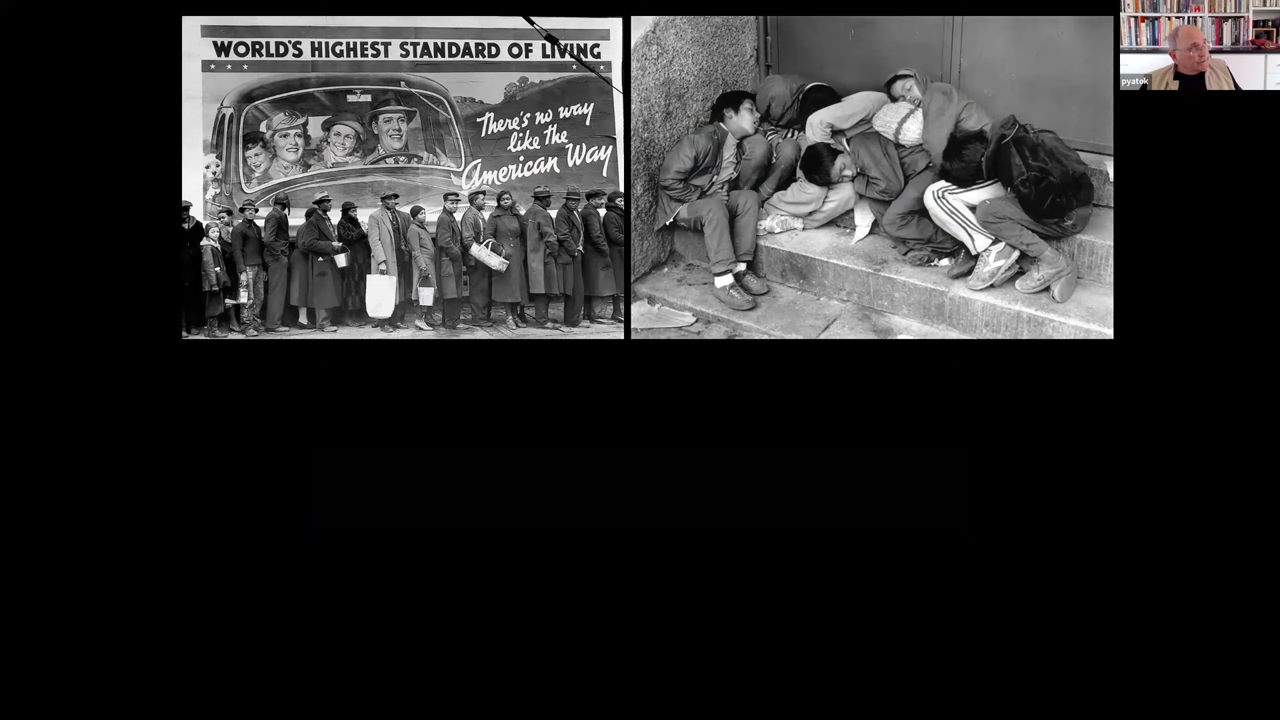 WORLD'S HIGHEST STANDARD OF LIVING
There's no way
like the
American Way
pyatok